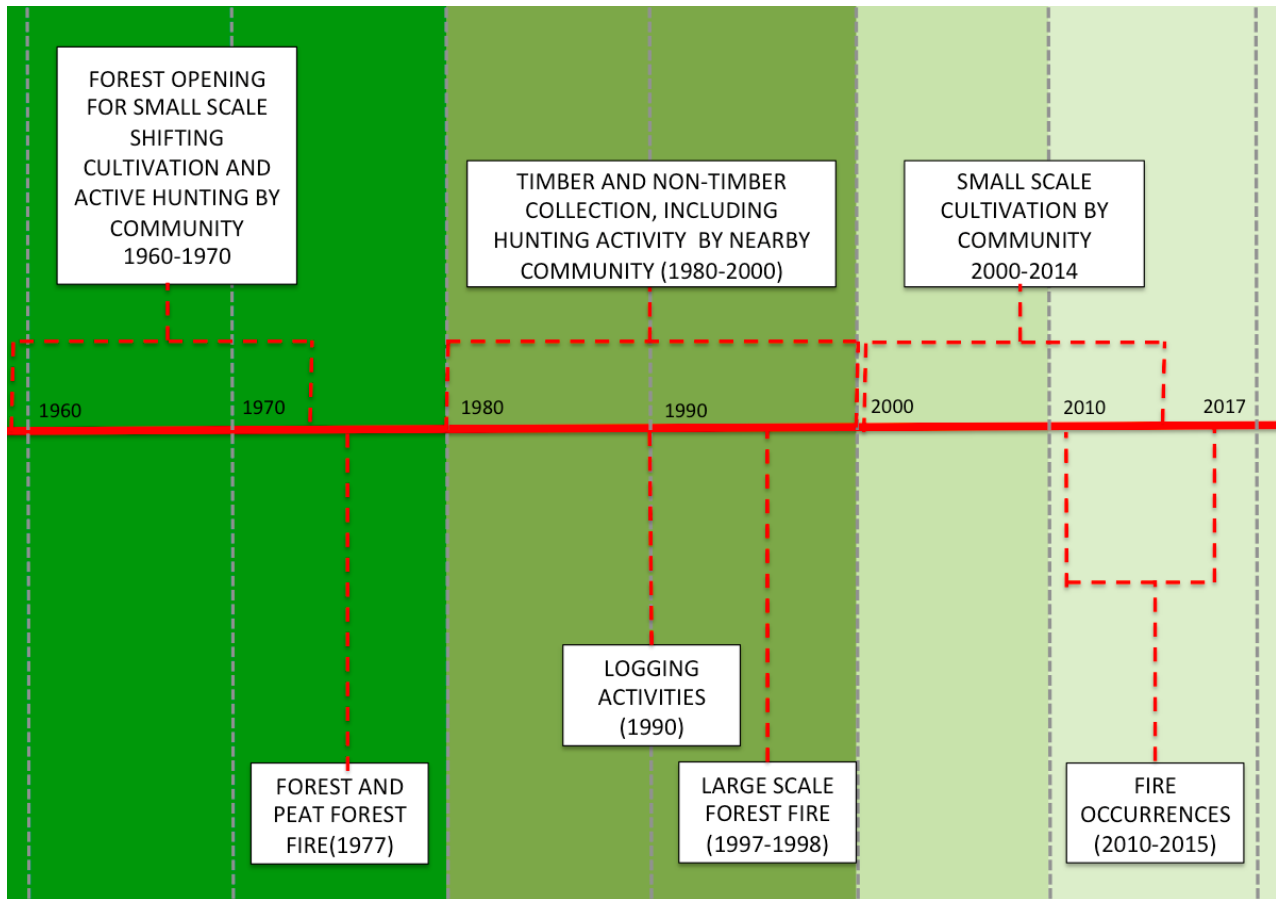 FOREST OPENING
FOR SMALL SCALE
SHIFTING
CULTIVATION AND
ACTIVE HUNTING BY
COMMUNITY
1960-1970
TIMBER AND NON-TIMBER
COLLECTION, INCLUDING
HUNTING ACTIVITY  BY NEARBY
COMMUNITY (1980-2000)
SMALL SCALE
CULTIVATION BY
COMMUNITY
2000-2014
1960
1970
1980
1990
2000
2010
2017
FOREST AND
PEAT FOREST
FIRE(1977)
LOGGING
ACTIVITIES
(1990)
LARGE SCALE
FOREST FIRE
(1997-1998)
FIRE
OCCURRENCES
(2010-2015)